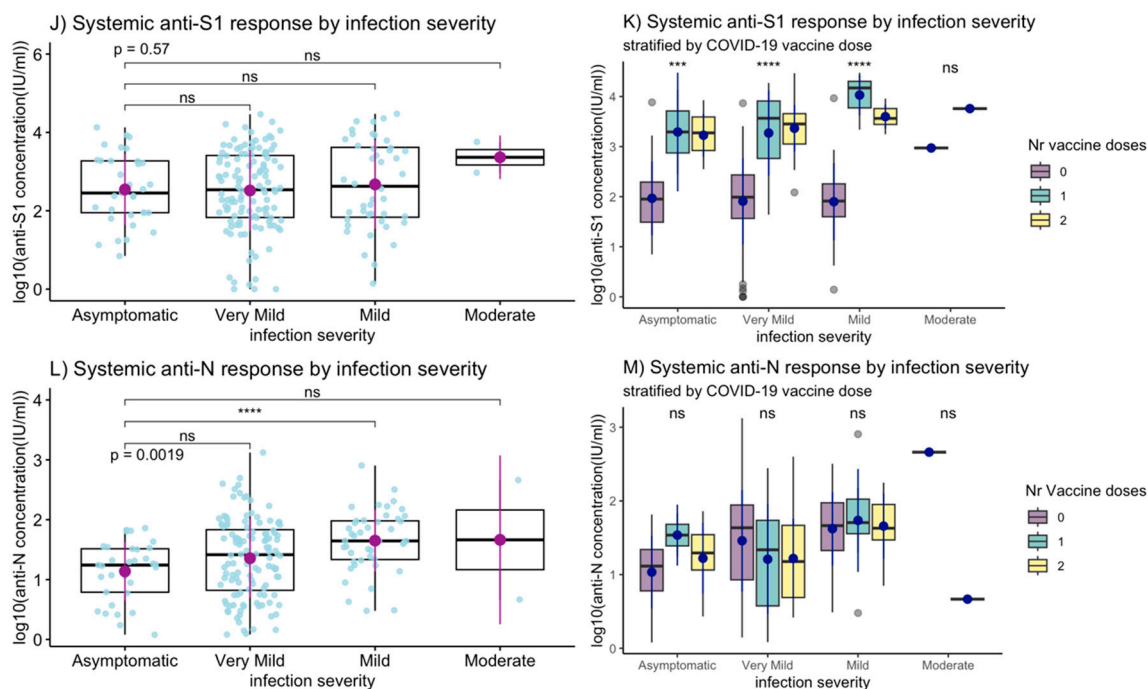 J) Systemic anti-S1 response by infection severity
p = 0.57
ns
ns
ns
6
4
2
0
log10(anti-S1 concentration(IU/ml))
Asymptomatic Very Mild Mild Moderate
infection severity
K) Systemic anti-S1 response by infection severity
stratified by COVID-19 vaccine dose
*** **** **** ns
4
3
2
1
0
log10(anti-S1 concentration(IU/ml))
Asymptomatic Very Mild Mild Moderate
infection severity
Nr vaccine doses
0
1
2
L) Systemic anti-N response by infection severity
ns
****
ns
p = 0.0019
4
3
2
1
0
log10(anti-N concentration(IU/ml))
Asymptomatic Very Mild Mild Moderate
infection severity
M) Systemic anti-N response by infection severity
stratified by COVID-19 vaccine dose
ns ns ns ns
3
2
1
0
log10(anti-N concentration(IU/ml))
Asymptomatic Very Mild Mild Moderate
infection severity
Nr Vaccine doses
0
1
2